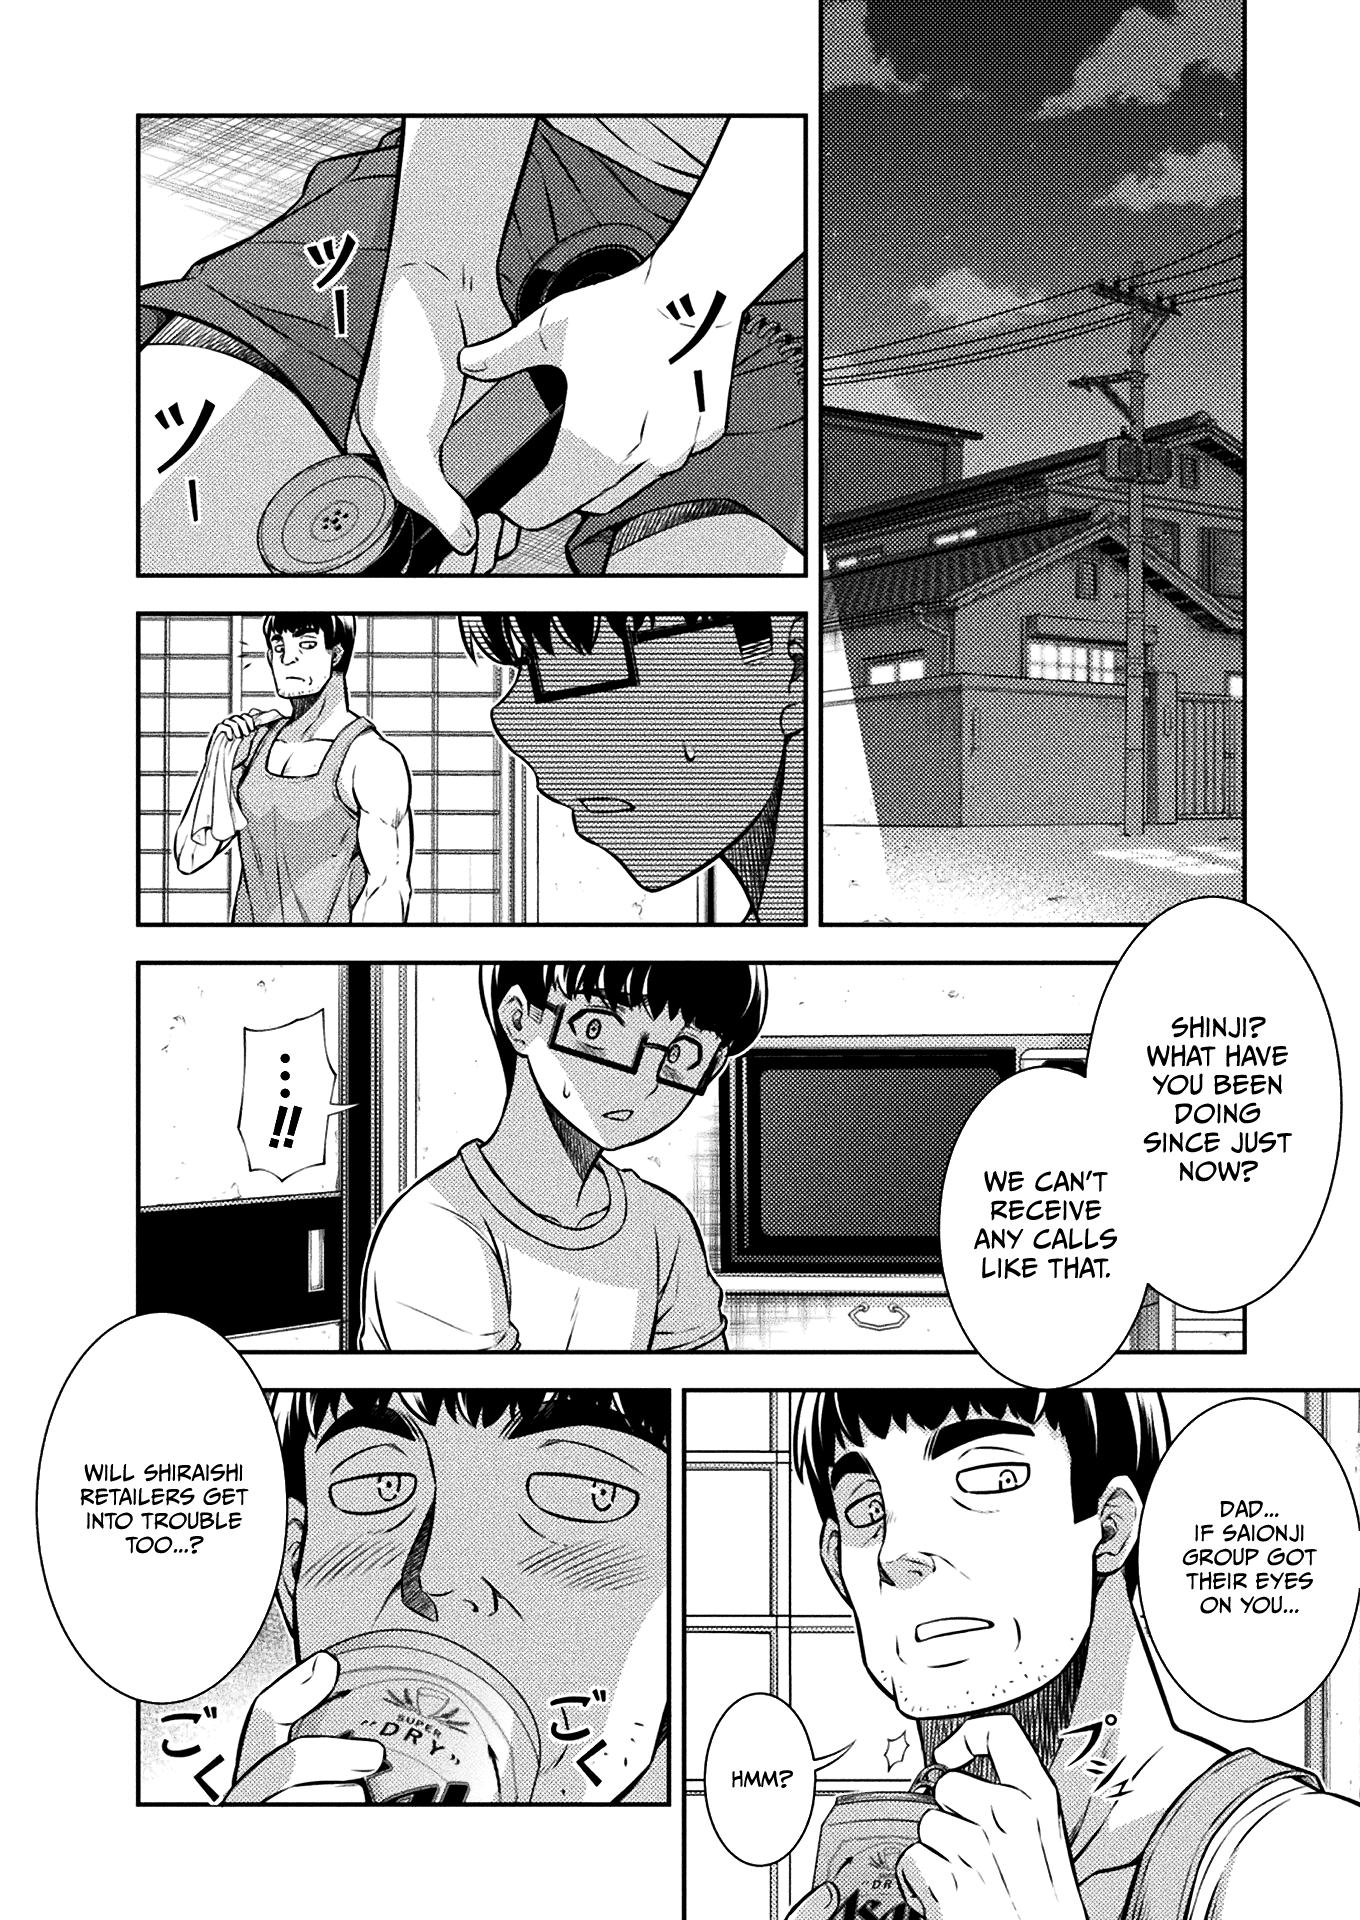 ツー
ツー
ツー
SHINJI?
WHAT HAVE
YOU BEEN
DOING
SINCE JUST
NOW?
WE CAN'T
RECEIVE
ANY CALLS
LIKE THAT.
...!!
DAD...
IF SAIONJI
GROUP GOT
THEIR EYES
ON YOU...
HMM?
プシ
"DRY"
Asahi
WILL SHIRAISHI
RETAILERS GET
INTO TROUBLE
TOO...?
ごく
ごく
SUPER
"DRY"